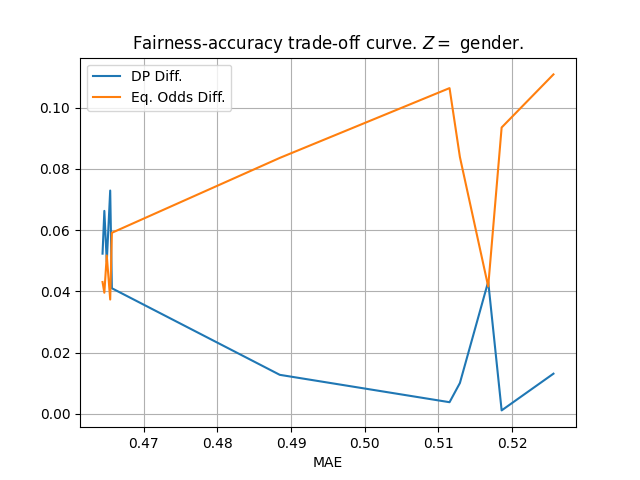 Fairness-accuracy trade-off curve. Z = gender.
DP Diff.
Eq. Odds Diff.
0.10
0.08
0.06
0.04
0.02
0.00
0.47 0.48 0.49 0.50 0.51 0.52
MAE